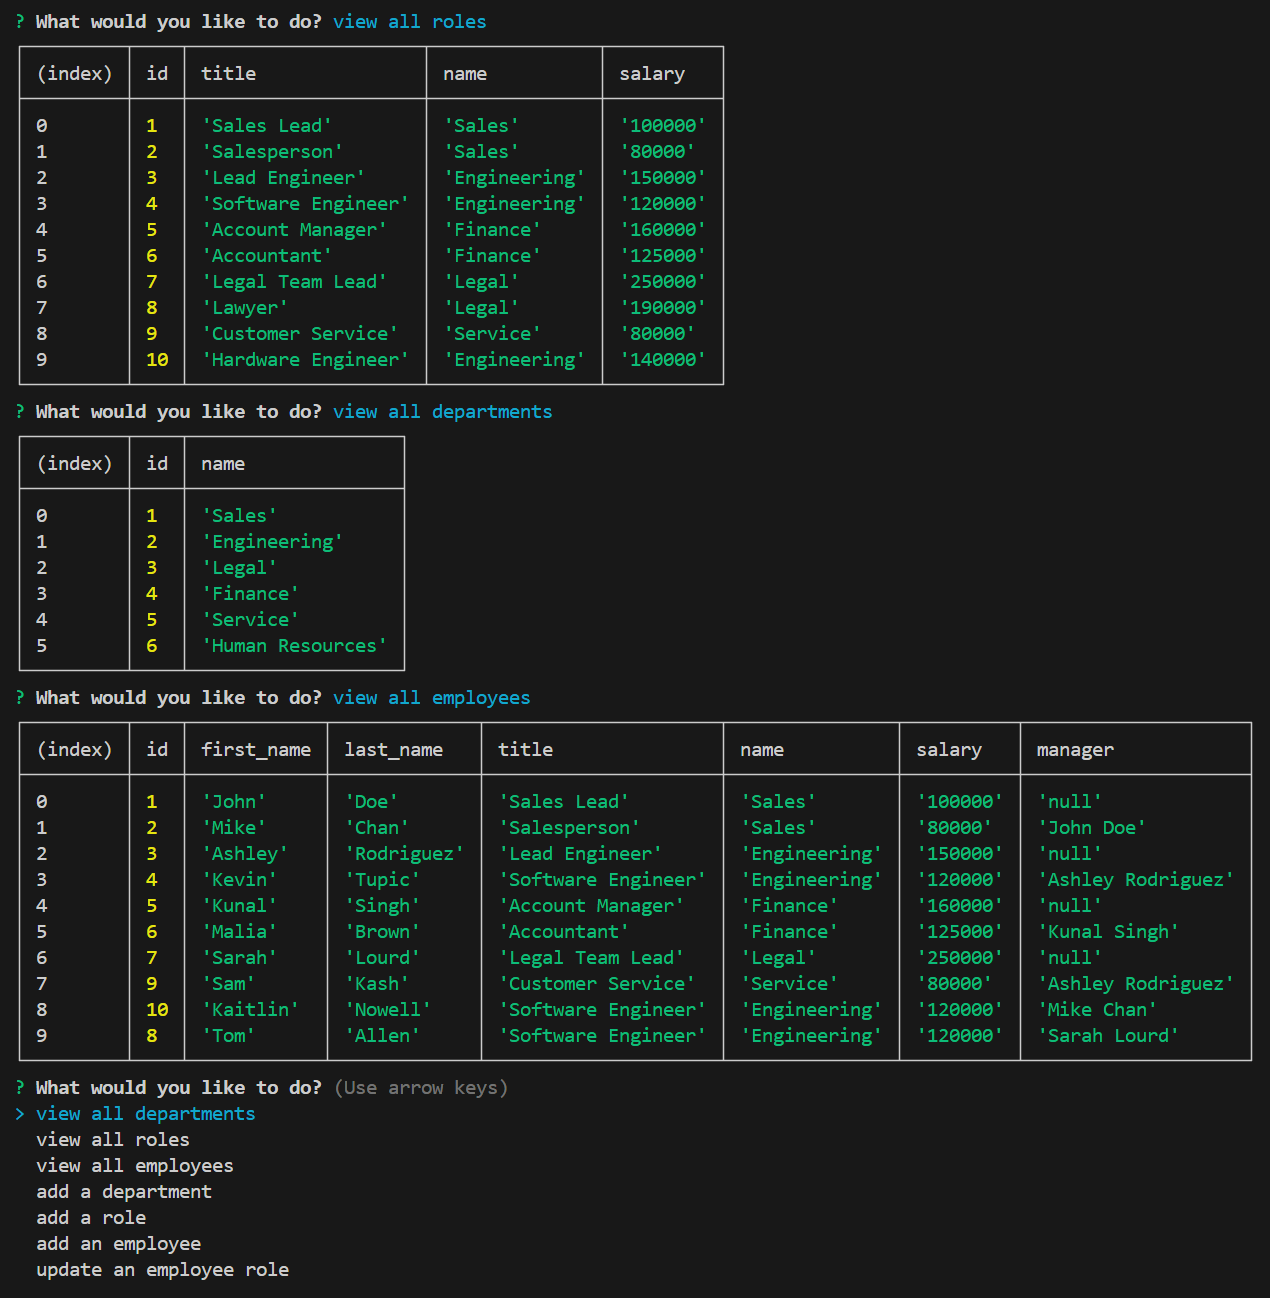 ? What would you like to do? view all roles
(index) id title name salary
0 1 'Sales Lead' 'Sales' '100000'
1 2 'Salesperson' 'Sales' '80000'
2 3 'Lead Engineer' 'Engineering' '150000'
3 4 'Software Engineer' 'Engineering' '120000'
4 5 'Account Manager' 'Finance' '160000'
5 6 'Accountant' 'Finance' '125000'
6 7 'Legal Team Lead' 'Legal' '250000'
7 8 'Lawyer' 'Legal' '190000'
8 9 'Customer Service' 'Service' '80000'
9 10 'Hardware Engineer' 'Engineering' '140000'
? What would you like to do? view all departments
(index) id name
0 1 'Sales'
1 2 'Engineering'
2 3 'Legal'
3 4 'Finance'
4 5 'Service'
5 6 'Human Resources'
? What would you like to do? view all employees
(index) id first_name last_name title name salary manager
0 1 'John' 'Doe' 'Sales Lead' 'Sales' '100000' 'null'
1 2 'Mike' 'Chan' 'Salesperson' 'Sales' '80000' 'John Doe'
2 3 'Ashley' 'Rodriguez' 'Lead Engineer' 'Engineering' '150000' 'null'
3 4 'Kevin' 'Tupic' 'Software Engineer' 'Engineering' '120000' 'Ashley Rodriguez'
4 5 'Kunal' 'Singh' 'Account Manager' 'Finance' '160000' 'null'
5 6 'Malia' 'Brown' 'Accountant' 'Finance' '125000' 'Kunal Singh'
6 7 'Sarah' 'Lourd' 'Legal Team Lead' 'Legal' '250000' 'null'
7 9 'Sam' 'Kash' 'Customer Service' 'Service' '80000' 'Ashley Rodriguez'
8 10 'Kaitlin' 'Nowell' 'Software Engineer' 'Engineering' '120000' 'Mike Chan'
9 8 'Tom' 'Allen' 'Software Engineer' 'Engineering' '120000' 'Sarah Lourd'
? What would you like to do? (Use arrow keys)
> view all departments
view all roles
view all employees
add a department
add a role
add an employee
update an employee role